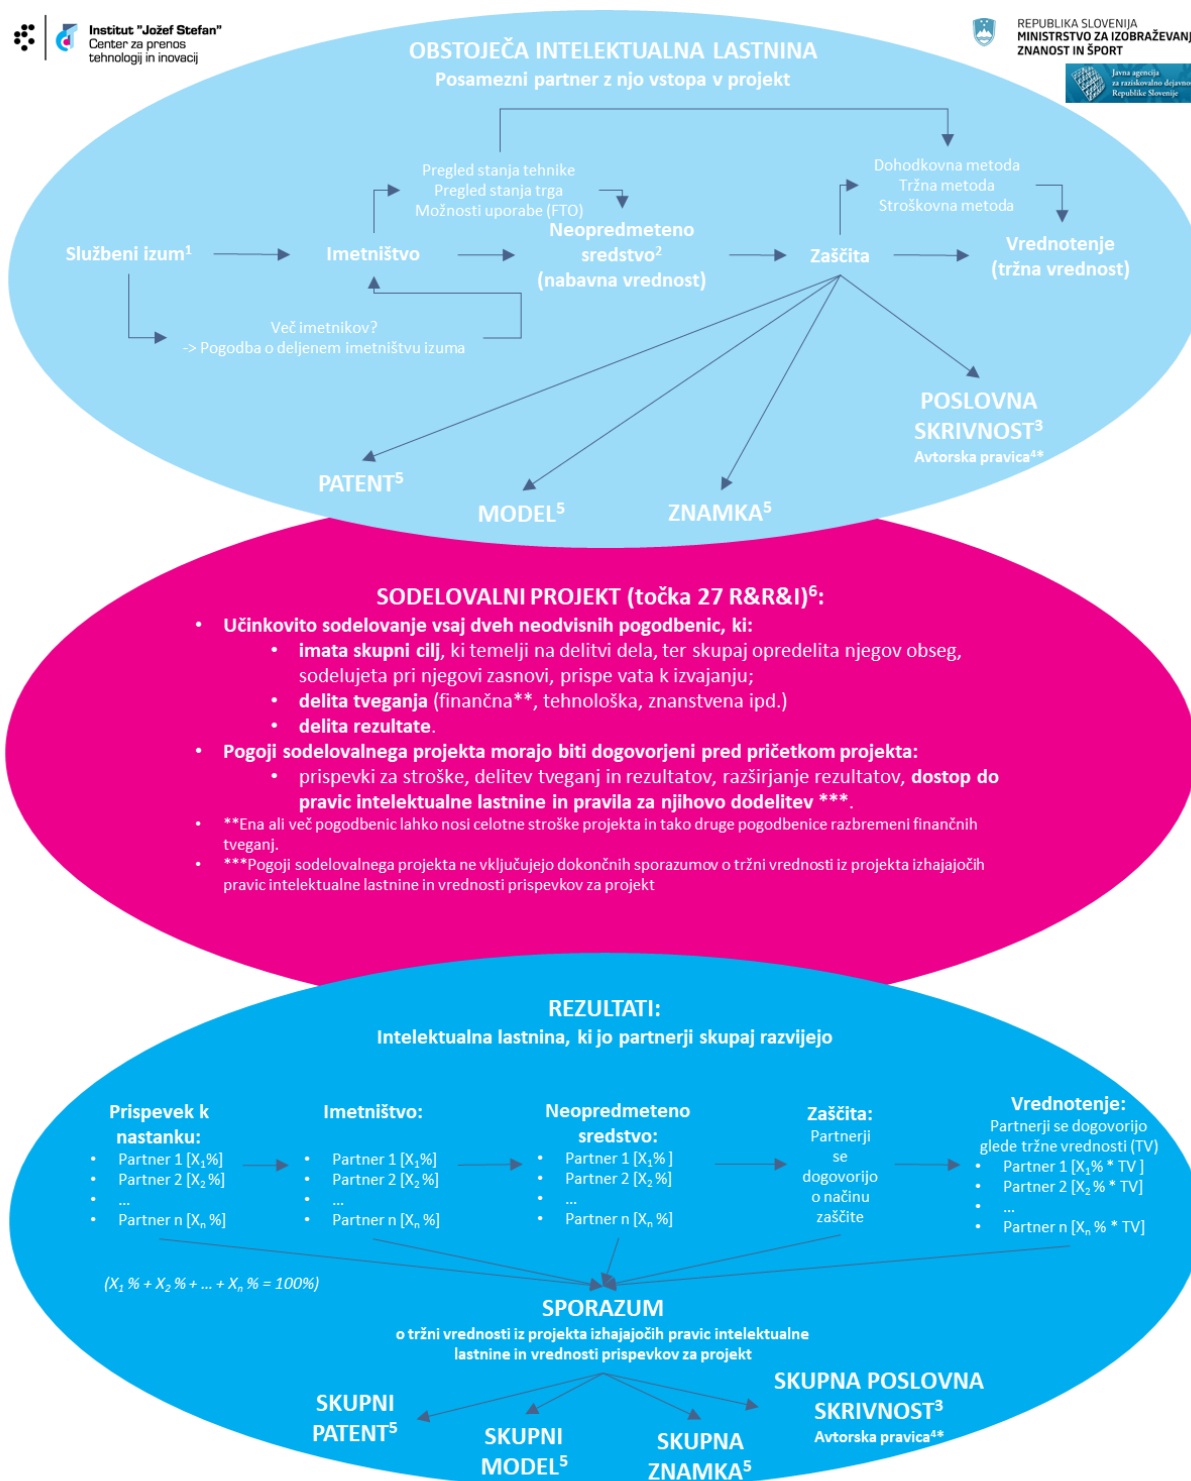 Institut "Jožef Stefan"
Center za prenos
tehnologij in inovacij
REPUBLIKA SLOVENIJA
MINISTRSTVO ZA IZOBRAŽEVANJ
ZNANOST IN ŠPORT
Javna agencija
za raziskovalno dejavno
Republike Slovenije
OBSTOJEČA INTELEKTUALNA LASTNINA
Posamezni partner z njo vstopa v projekt
Pregled stanja tehnike
Pregled stanja trga
Možnosti uporabe (FTO)
Dohodkovna metoda
Tržna metoda
Stroškovna metoda
Službeni izum¹
Imetništvo
Neopredmeteno
sredstvo²
(nabavna vrednost)
Zaščita
Vrednotenje
(tržna vrednost)
Več imetnikov?
-> Pogodba o deljenem imetništvu izuma
POSLOVNA
SKRIVNOST³
Avtorska pravica⁴*
PATENT⁵
MODEL⁵
ZNAMKA⁵
SODELOVALNI PROJEKT (točka 27 R&R&I)⁶:
• Učinkovito sodelovanje vsaj dveh neodvisnih pogodbenic, ki:
• imata skupni cilj, ki temelji na delitvi dela, ter skupaj opredelita njegov obseg,
sodelujeta pri njegovi zasnovi, prispe vata k izvajanju;
• delita tveganja (finančna**, tehnološka, znanstvena ipd.)
• delita rezultate.
• Pogoji sodelovalnega projekta morajo biti dogovorjeni pred pričetkom projekta:
• prispevki za stroške, delitev tveganj in rezultatov, razširjanje rezultatov, dostop do
pravic intelektualne lastnine in pravila za njihovo dodelitev ***.
• **Ena ali več pogodbenic lahko nosi celotne stroške projekta in tako druge pogodbenice razbremeni finančnih
tveganj.
• ***Pogoji sodelovalnega projekta ne vključujejo dokončnih sporazumov o tržni vrednosti iz projekta izhajajočih
pravic intelektualne lastnine in vrednosti prispevkov za projekt
REZULTATI:
Intelektualna lastnina, ki jo partnerji skupaj razvijejo
Prispevek k
nastanku:
• Partner 1 [X₁%]
• Partner 2 [X₂%]
• ...
• Partner n [Xₙ %]
Imetništvo:
• Partner 1 [X₁%]
• Partner 2 [X₂%]
• ...
• Partner n [Xₙ %]
Neopredmeteno
sredstvo:
• Partner 1 [X₁% ]
• Partner 2 [X₂ %]
• ...
• Partner n [Xₙ %]
Zaščita:
Partnerji
se
dogovorijo
o načinu
zaščite
Vrednotenje:
Partnerji se dogovorijo
glede tržne vrednosti (TV)
• Partner 1 [X₁% * TV ]
• Partner 2 [X₂ % * TV]
• ...
• Partner n [Xₙ % * TV]
(X₁ % + X₂ % + ... + Xₙ % = 100%)
SPORAZUM
o tržni vrednosti iz projekta izhajajočih pravic intelektualne
lastnine in vrednosti prispevkov za projekt
SKUPNI
PATENT⁵
SKUPNI
MODEL⁵
SKUPNA
ZNAMKA⁵
SKUPNA POSLOVNA
SKRIVNOST³
Avtorska pravica⁴*